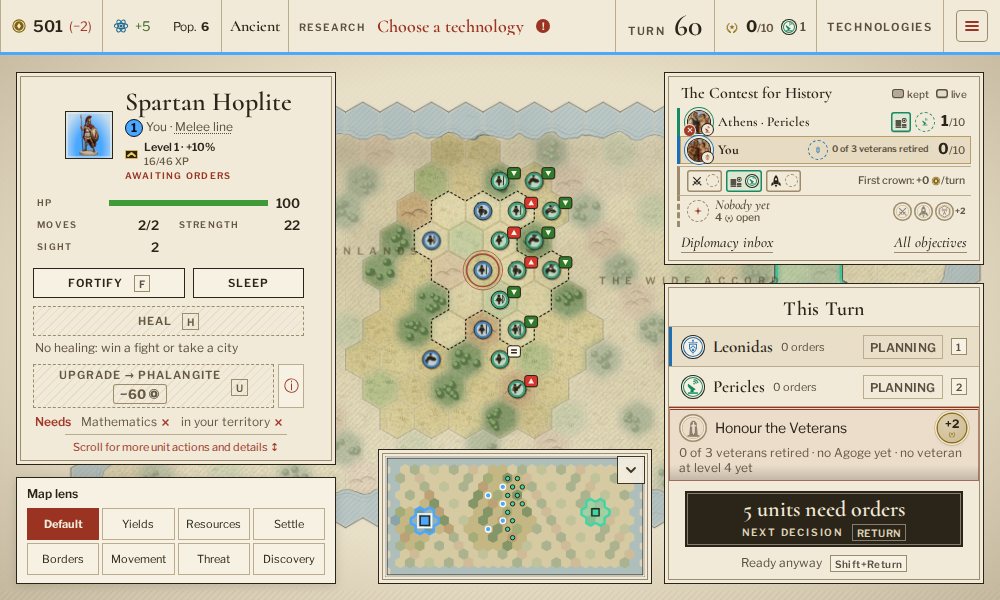 501 (−2)
+5
Pop. 6
Ancient
RESEARCH Choose a technology !
TURN 60
0/10 1
TECHNOLOGIES
Spartan Hoplite
1 You · Melee line
Level 1 · +10%
16/46 XP
AWAITING ORDERS
HP 100
MOVES 2/2 STRENGTH 22
SIGHT 2
FORTIFY F SLEEP
HEAL H
No healing: win a fight or take a city
UPGRADE → PHALANGITE
−60 U
Needs Mathematics × in your territory ×
Scroll for more unit actions and details ↕
Map lens
Default Yields Resources Settle
Borders Movement Threat Discovery
THE WIDE ACCORD
The Contest for History kept live
Athens · Pericles 1/10
You 0 of 3 veterans retired 0/10
First crown: +0 /turn
Nobody yet
4 open +2
Diplomacy inbox All objectives
This Turn
Leonidas 0 orders PLANNING 1
Pericles 0 orders PLANNING 2
Honour the Veterans +2
0 of 3 veterans retired · no Agoge yet · no veteran
at level 4 yet
5 units need orders
NEXT DECISION RETURN
Ready anyway Shift+Return